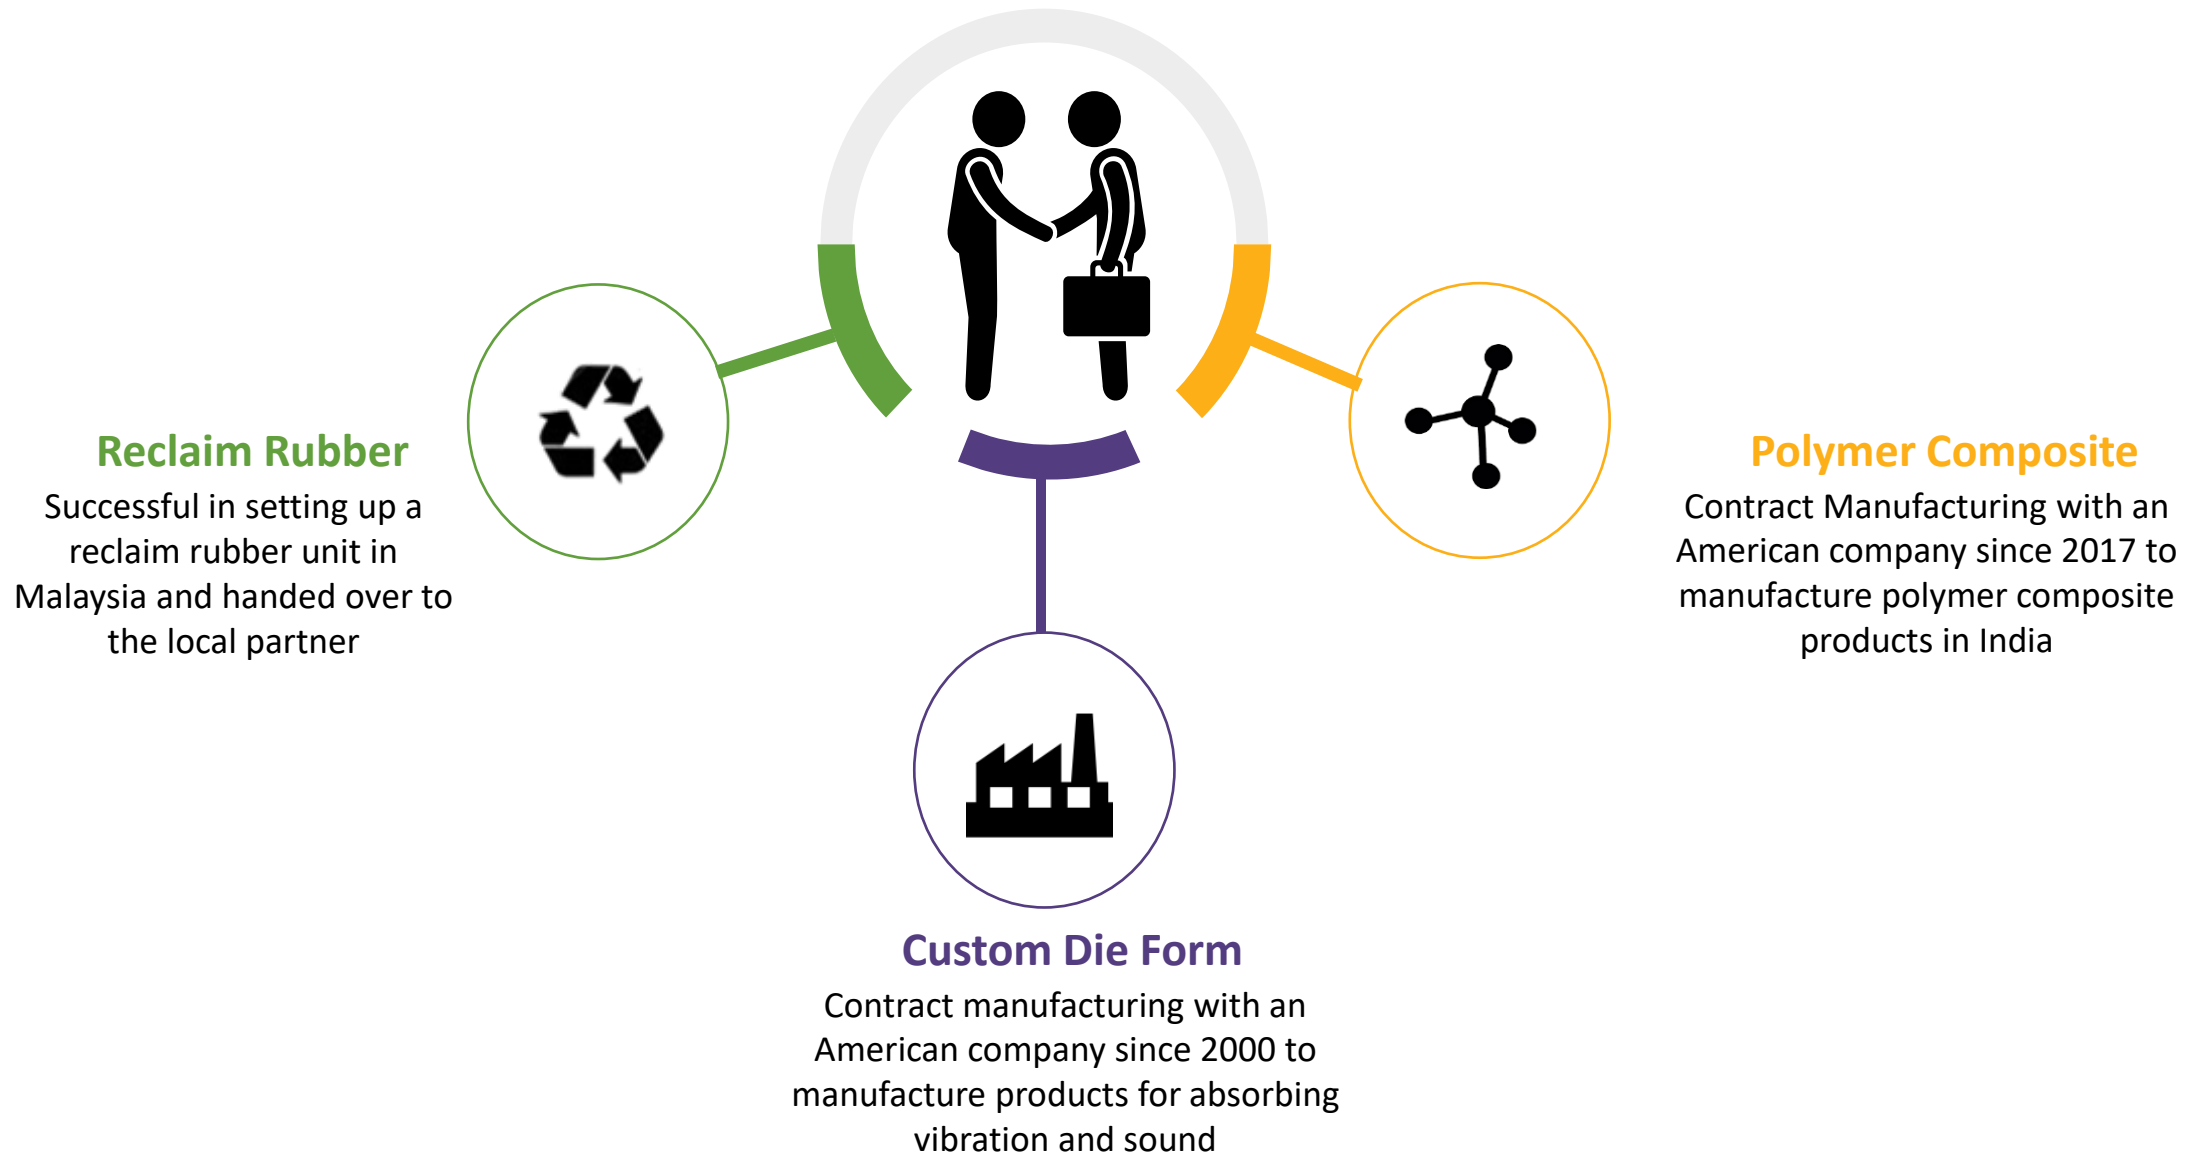 Reclaim Rubber
Successful in setting up a
reclaim rubber unit in
Malaysia and handed over to
the local partner
Custom Die Form
Contract manufacturing with an
American company since 2000 to
manufacture products for absorbing
vibration and sound
Polymer Composite
Contract Manufacturing with an
American company since 2017 to
manufacture polymer composite
products in India